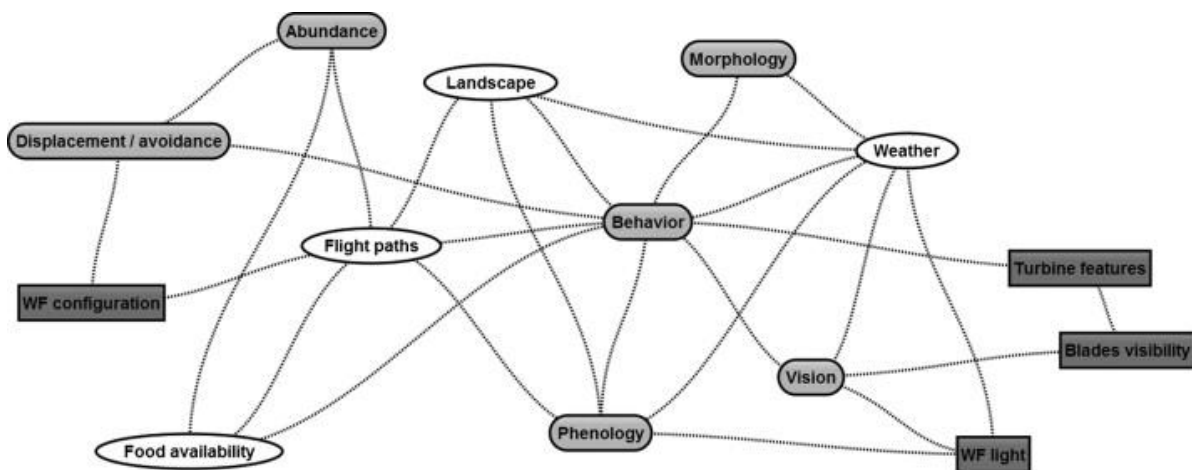 Abundance
Morphology
Landscape
Displacement / avoidance
Weather
Behavior
Flight paths
Turbine features
WF configuration
Blades visibility
Vision
Phenology
Food availability
WF light